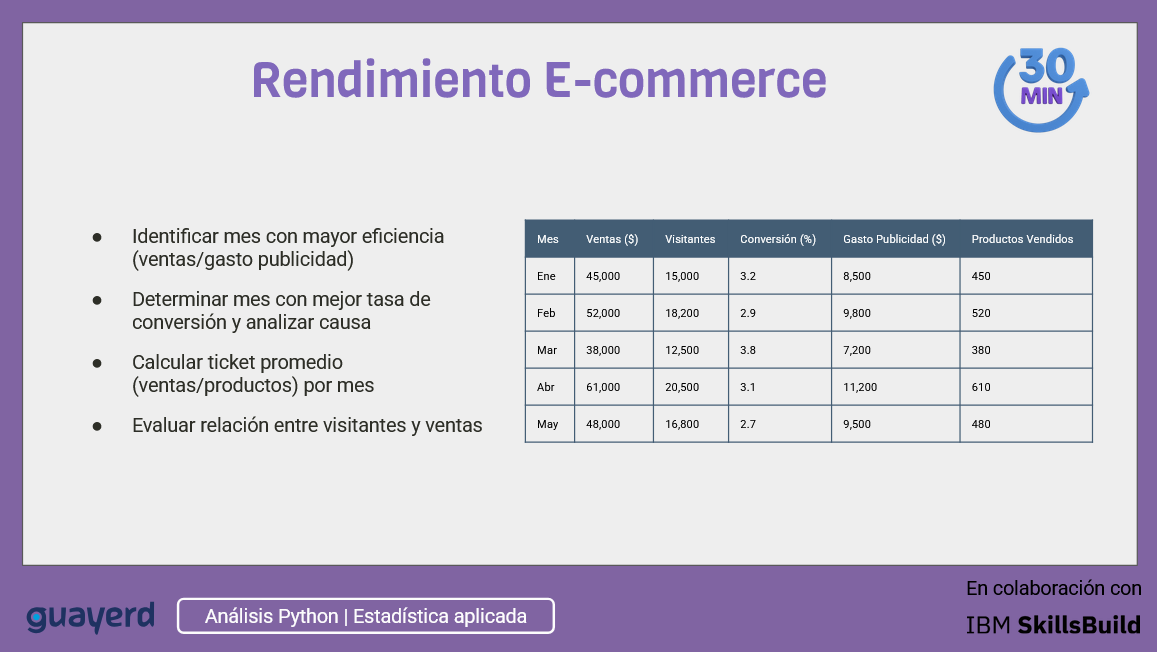 Rendimiento E-commerce
30
MIN
● Identificar mes con mayor eficiencia
(ventas/gasto publicidad)
● Determinar mes con mejor tasa de
conversión y analizar causa
● Calcular ticket promedio
(ventas/productos) por mes
● Evaluar relación entre visitantes y ventas
Mes Ventas ($) Visitantes Conversión (%) Gasto Publicidad ($) Productos Vendidos
Ene 45,000 15,000 3.2 8,500 450
Feb 52,000 18,200 2.9 9,800 520
Mar 38,000 12,500 3.8 7,200 380
Abr 61,000 20,500 3.1 11,200 610
May 48,000 16,800 2.7 9,500 480
guayerd
Análisis Python | Estadística aplicada
En colaboración con
IBM SkillsBuild